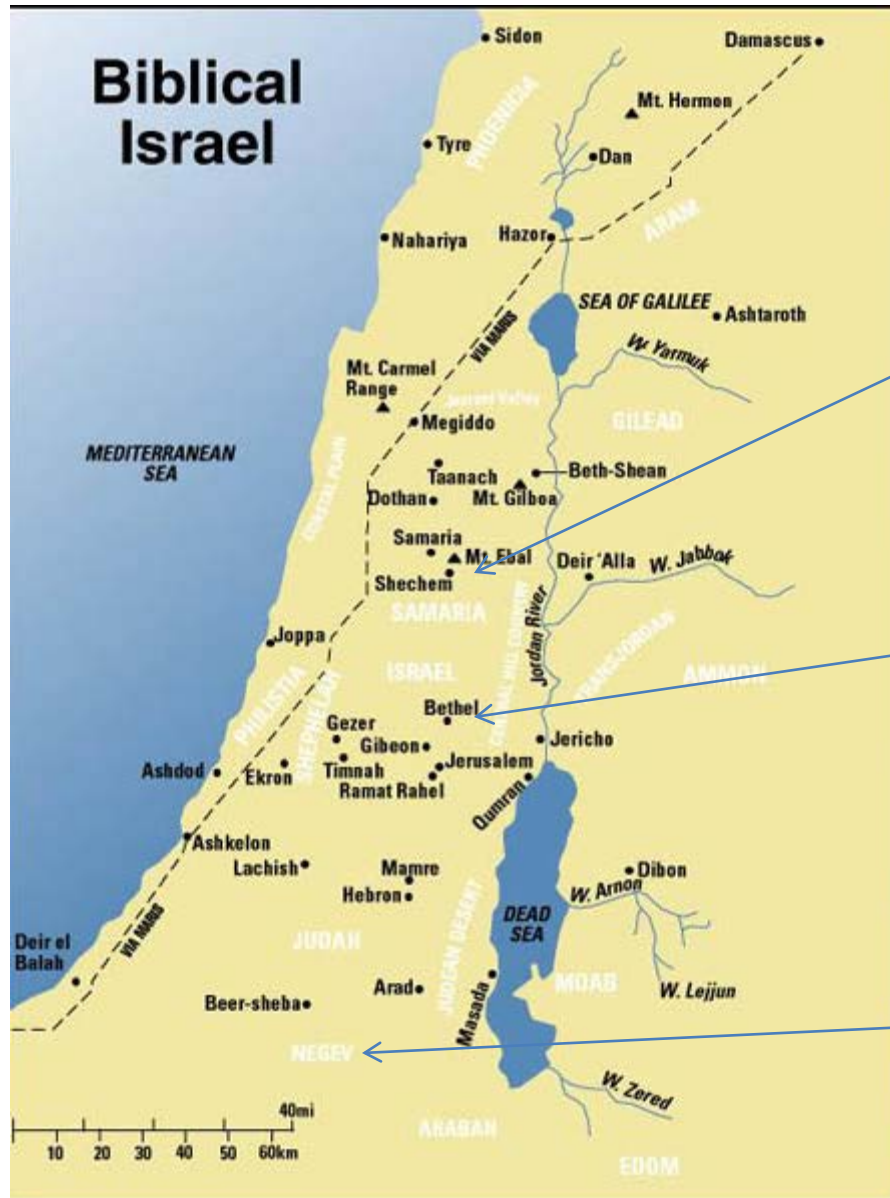 Biblical
Israel
Sidon
Damascus
PHOENICIA
Mt. Hermon
Tyre
Dan
ARAM
Nahariya
Hazor
SEA OF GALILEE
Ashtaroth
VIA MARIS
W. Yarmuk
Mt. Carmel
Range
Jezreel Valley
GILEAD
Megiddo
MEDITERRANEAN
SEA
COASTAL PLAIN
Taanach
Beth-Shean
Mt. Gilboa
Dothan
Samaria
Mt. Ebal
Shechem
Deir 'Alla
W. Jabbok
SAMARIA
Jordan River
TRANSJORDAN
CENTRAL HILL COUNTRY
Joppa
ISRAEL
AMMON
PHILISTIA
SHEPHELAH
Bethel
Gezer
Gibeon
Jericho
Ashdod
Ekron
Timnah
Jerusalem
Ramat Rahel
Qumran
Ashkelon
Lachish
Mamre
Hebron
Dibon
W. Arnon
DEAD
SEA
JUDEAN DESERT
JUDAH
VIA MARIS
Deir el
Balah
Arad
Masada
MOAB
W. Lejjun
Beer-sheba
NEGEV
W. Zered
40mi
10 20 30 40 50 60km
ARABAH
EDOM